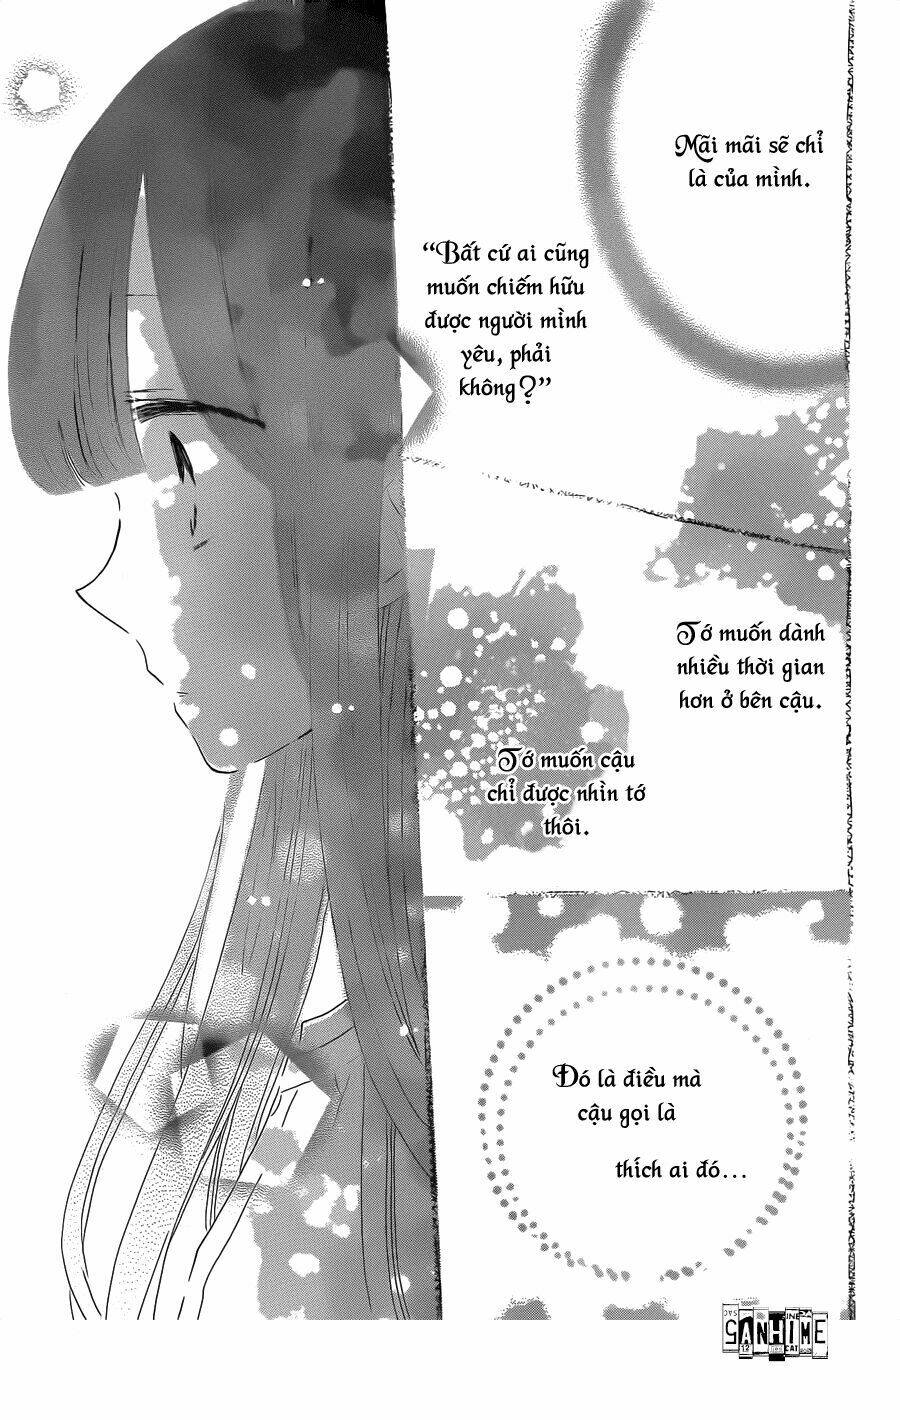 Mãi mãi sẽ chỉ
là của mình.
“Bất cứ ai cũng
muốn chiếm hữu
được người mình
yêu, phải
không?”
Tớ muốn dành
nhiều thời gian
hơn ở bên cậu.
Tớ muốn cậu
chỉ được nhìn tớ
thôi.
Đó là điều mà
cậu gọi là
thích ai đó...
SANHIME